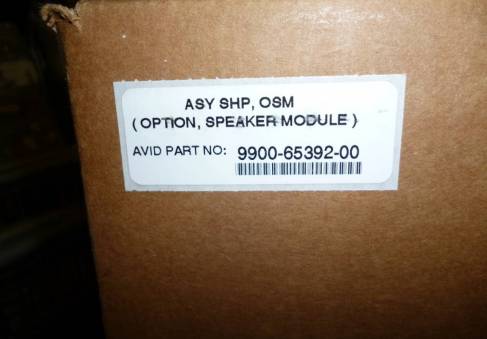 ASY SHP, OSM
( OPTION, SPEAKER MODULE )
AVID PART NO: 9900-65392-00